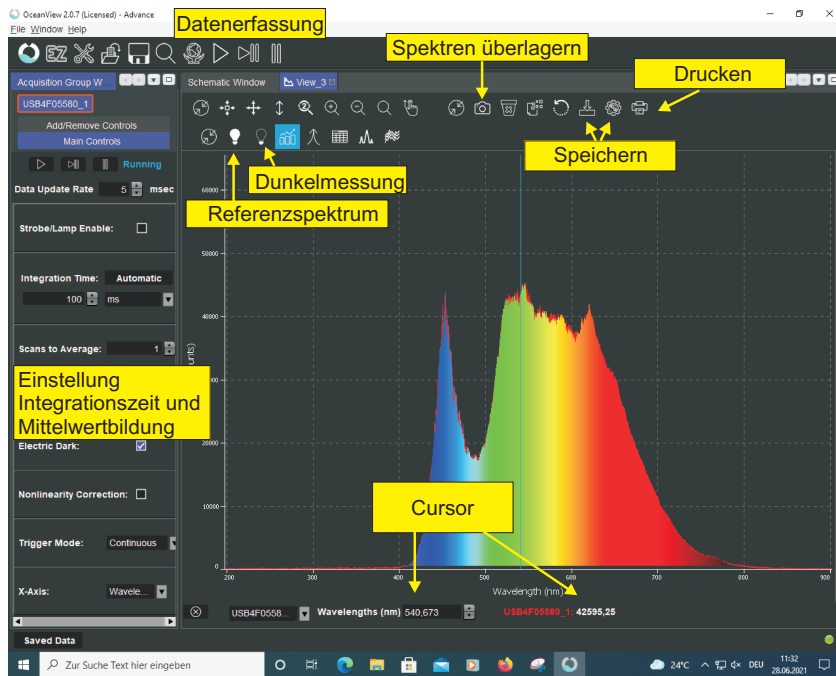 OceanView 2.0.7 (Licensed) - Advance
File Window Help
Datenerfassung
EZ
Spektren überlagern
Drucken
Acquisition Group W...
Schematic Window
View_3
USB4F05580_1
Add/Remove Controls
Main Controls
Running
Speichern
Data Update Rate 5 msec
Dunkelmessung
Referenzspektrum
Strobe/Lamp Enable:
Integration Time: Automatic
100 ms
Scans to Average: 1
Einstellung
Integrationszeit und
Mittelwertbildung
Electric Dark:
Nonlinearity Correction:
Trigger Mode: Continuous
X-Axis: Wavele...
60000
50000
40000
20000
10000
0
Cursor
200 300 400 500 600 700 800 900
Wavelength (nm)
USB4F0558... Wavelengths (nm) 540,673 USB4F05580_1: 42595,25
Saved Data
Zur Suche Text hier eingeben
24°C DEU 11:32
28.06.2021